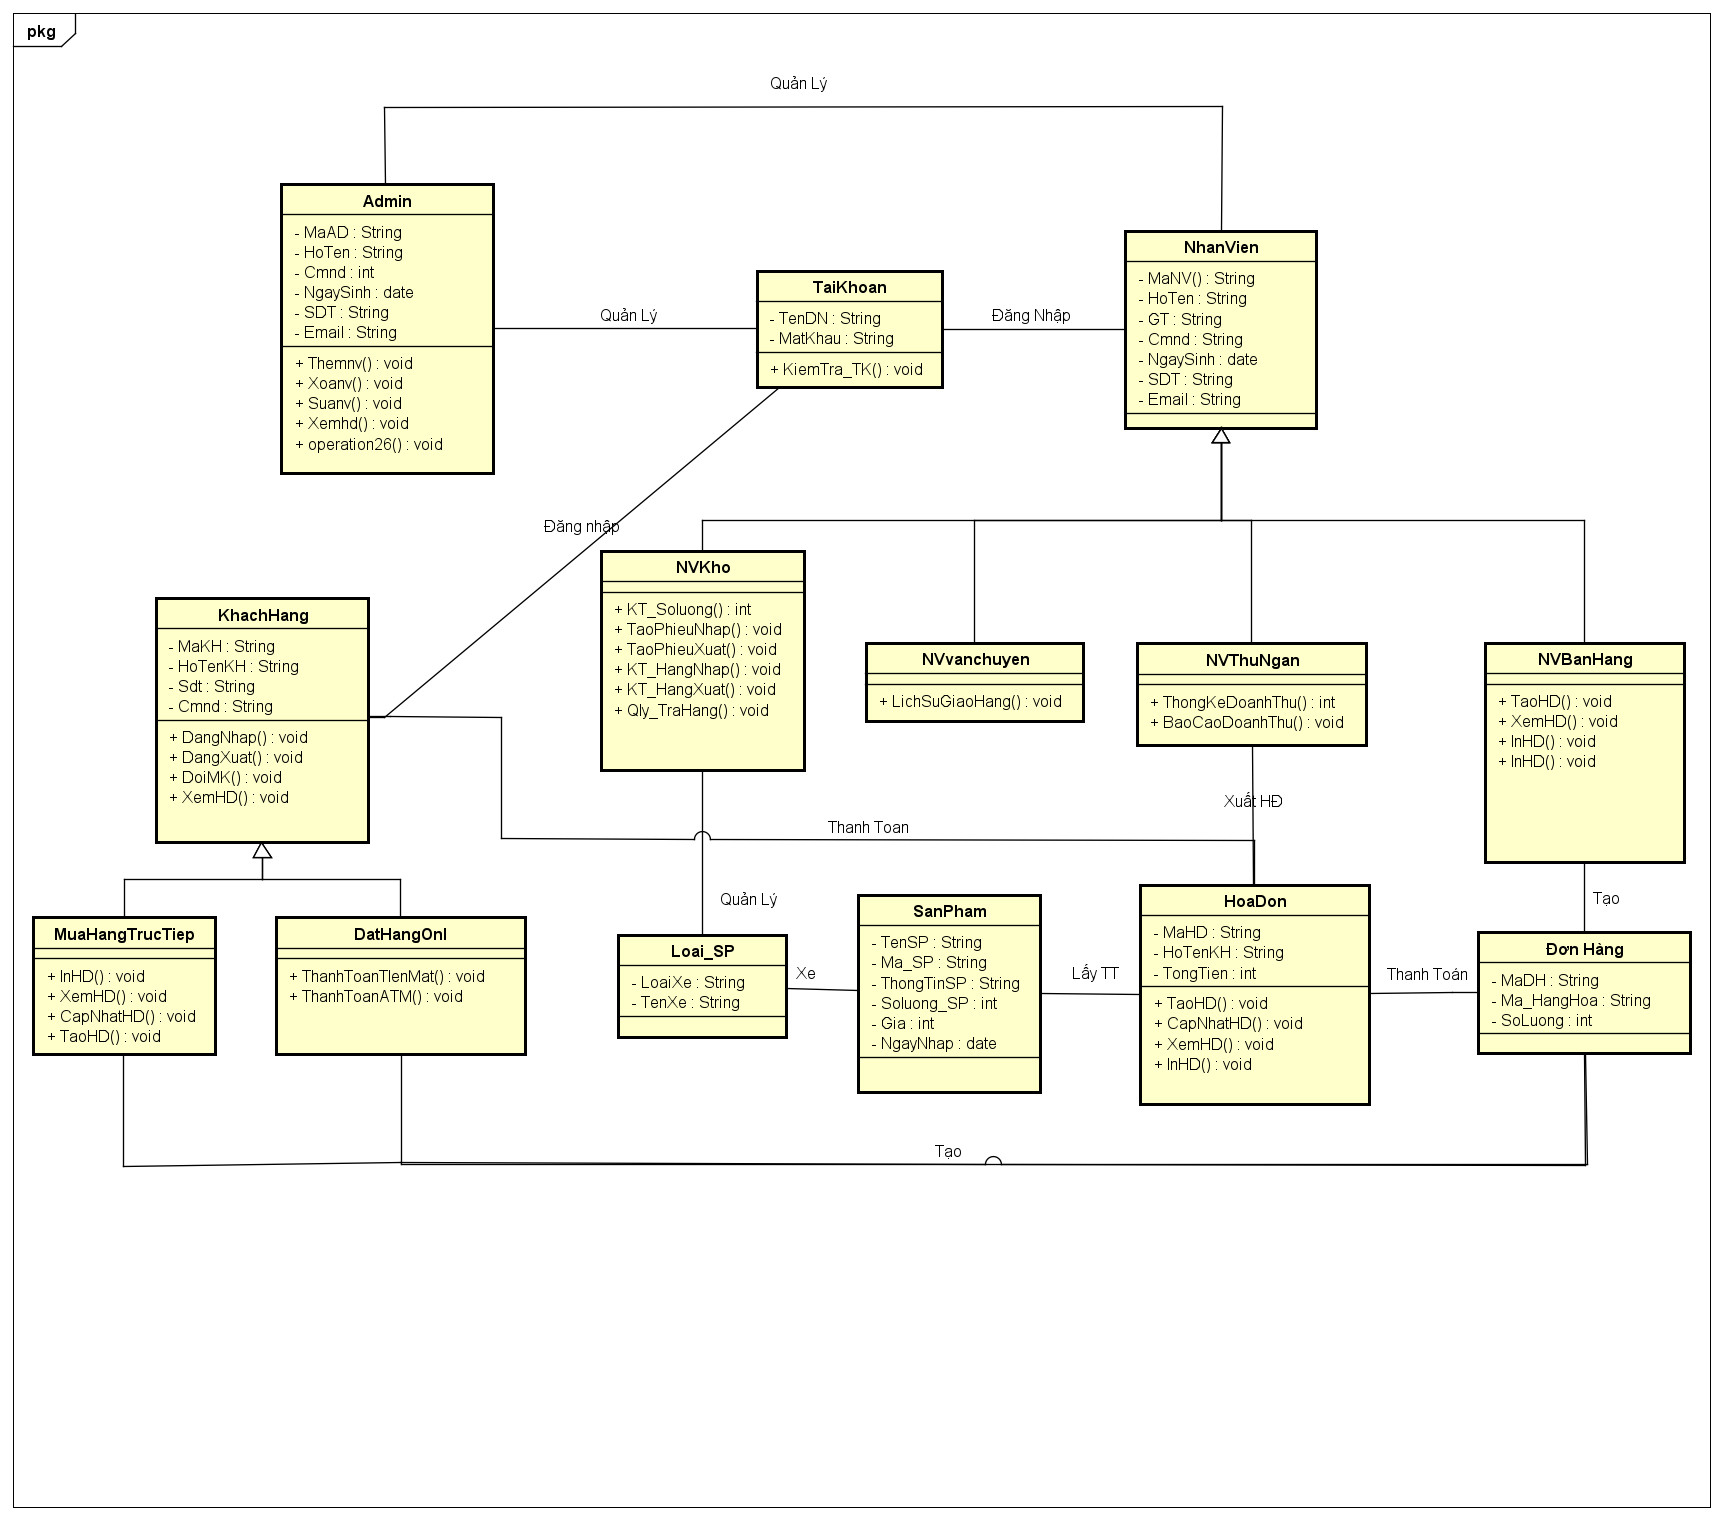 pkg
Quản Lý
Admin
- MaAD : String
- HoTen : String
- Cmnd : int
- NgaySinh : date
- SDT : String
- Email : String
+ Themnv() : void
+ Xoanv() : void
+ Suanv() : void
+ Xemhd() : void
+ operation26() : void
Quản Lý
TaiKhoan
- TenDN : String
- MatKhau : String
+ KiemTra_TK() : void
Đăng Nhập
NhanVien
- MaNV() : String
- HoTen : String
- GT : String
- Cmnd : String
- NgaySinh : date
- SDT : String
- Email : String
Đăng nhập
KhachHang
- MaKH : String
- HoTenKH : String
- Sdt : String
- Cmnd : String
+ DangNhap() : void
+ DangXuat() : void
+ DoiMK() : void
+ XemHD() : void
NVKho
+ KT_Soluong() : int
+ TaoPhieuNhap() : void
+ TaoPhieuXuat() : void
+ KT_HangNhap() : void
+ KT_HangXuat() : void
+ Qly_TraHang() : void
NVvanchuyen
+ LichSuGiaoHang() : void
NVThuNgan
+ ThongKeDoanhThu() : int
+ BaoCaoDoanhThu() : void
NVBanHang
+ TaoHD() : void
+ XemHD() : void
+ InHD() : void
+ InHD() : void
Xuất HĐ
Thanh Toan
Quản Lý
Tạo
MuaHangTrucTiep
+ InHD() : void
+ XemHD() : void
+ CapNhatHD() : void
+ TaoHD() : void
DatHangOnl
+ ThanhToanTIenMat() : void
+ ThanhToanATM() : void
Loai_SP
- LoaiXe : String
- TenXe : String
Xe
SanPham
- TenSP : String
- Ma_SP : String
- ThongTinSP : String
- Soluong_SP : int
- Gia : int
- NgayNhap : date
Lấy TT
HoaDon
- MaHD : String
- HoTenKH : String
- TongTien : int
+ TaoHD() : void
+ CapNhatHD() : void
+ XemHD() : void
+ InHD() : void
Thanh Toán
Đơn Hàng
- MaDH : String
- Ma_HangHoa : String
- SoLuong : int
Tạo